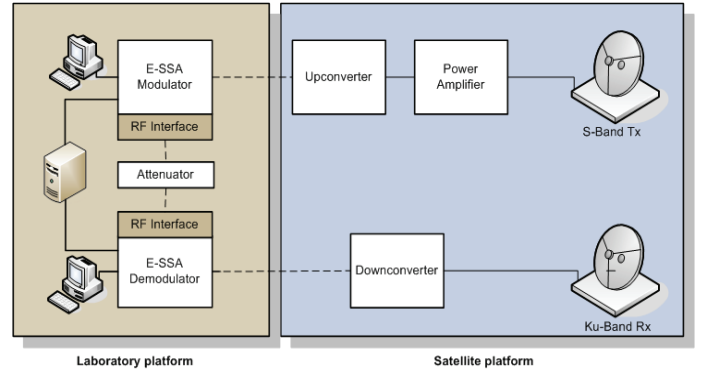 E-SSA
Modulator
RF Interface
Attenuator
RF Interface
E-SSA
Demodulator
Upconverter
Power
Amplifier
S-Band Tx
Downconverter
Ku-Band Rx
Laboratory platform
Satellite platform